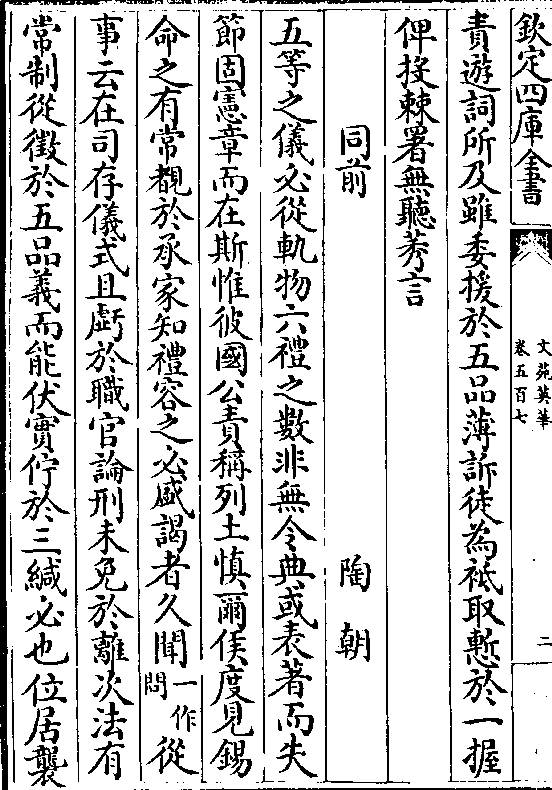 欽定四庫全書
文苑英華
卷五百七
二
責遊詞所及雖委援於五品薄訴徒為祗取慙於一握
俾投棘署無聽莠言
同前 陶朝
五等之儀必從軌物六禮之數非無令典或表著而失
節固憲章而在斯惟彼國公責稱列土慎爾侯度見錫
命之有常覩於承家知禮容之必盛謁者久聞一作問從
事云在司存儀式且虧於職官論刑未免於離次法有
常制從徵於五品義而能伏實佇於三緘必也位居襲